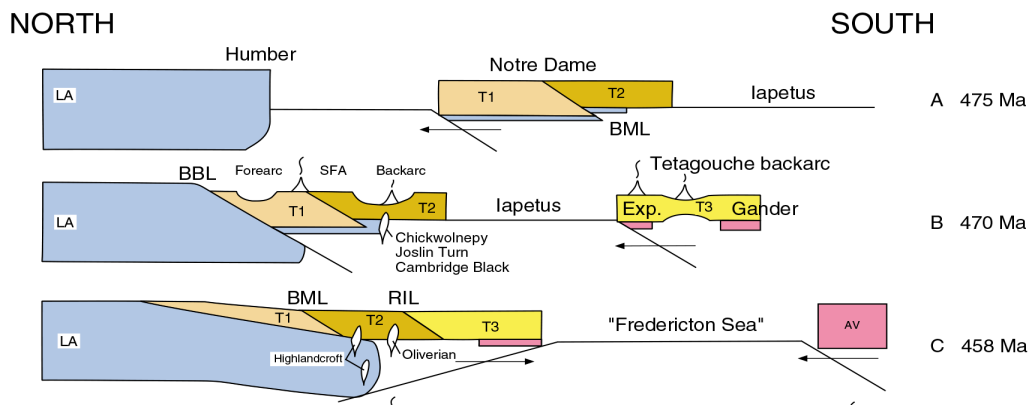 NORTH
SOUTH
Humber
Notre Dame
LA
T1
T2
Iapetus
A 475 Ma
BML
BBL
Forearc
SFA
Backarc
Tetagouche backarc
LA
T1
T2
Iapetus
Exp.
T3
Gander
B 470 Ma
Chickwolnepy
Joslin Turn
Cambridge Black
BML
RIL
LA
T1
T2
T3
"Fredericton Sea"
AV
C 458 Ma
Highlandcroft
Oliverian